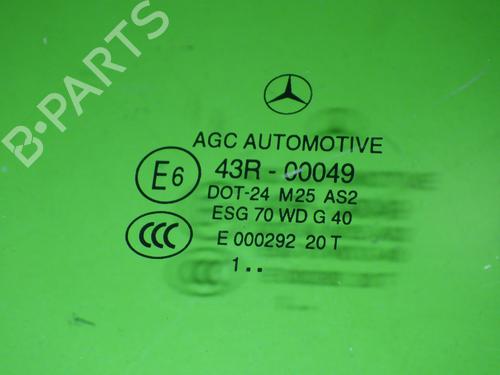 B-PARTS
AGC AUTOMOTIVE
E6
43R - 00049
DOT-24 M25 AS2
ESG 70 WD G 40
CCC
E 000292 20 T
1..